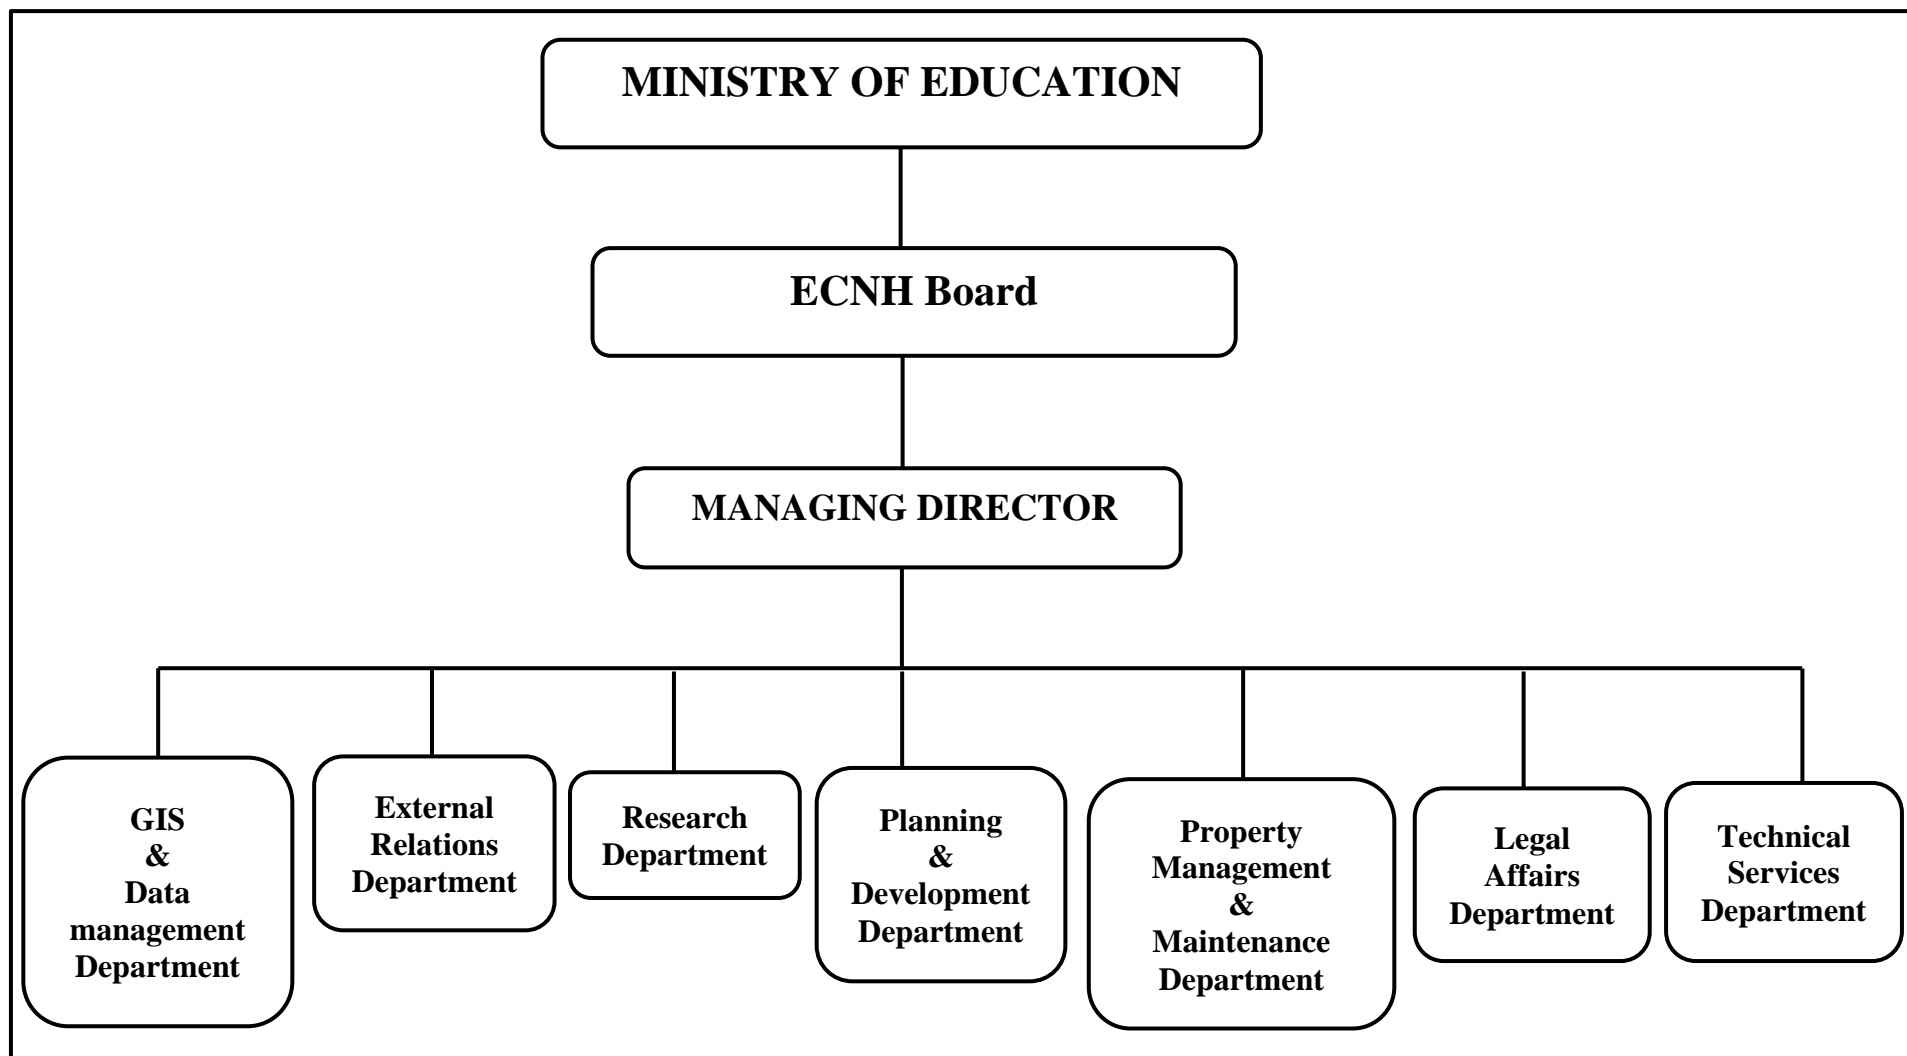 MINISTRY OF EDUCATION
ECNH Board
MANAGING DIRECTOR
GIS
&
Data
management
Department
External
Relations
Department
Research
Department
Planning
&
Development
Department
Property
Management
&
Maintenance
Department
Legal
Affairs
Department
Technical
Services
Department